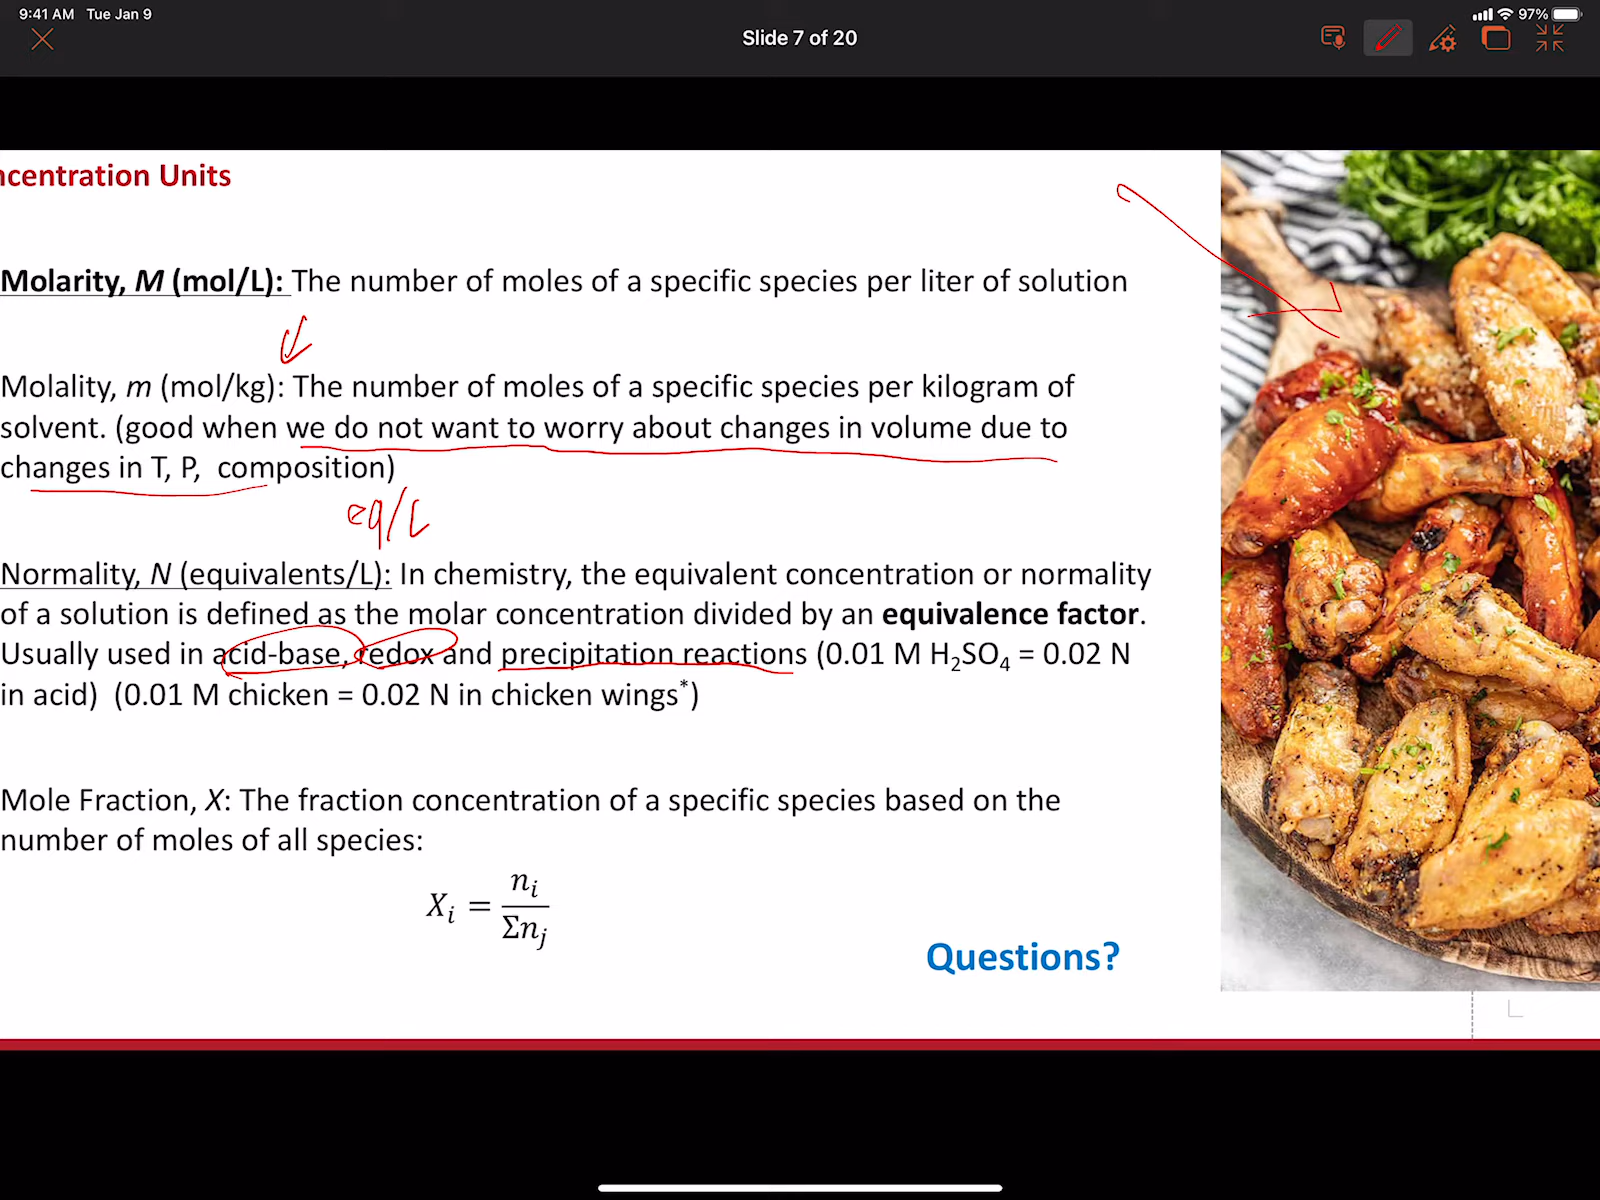 9:41 AM Tue Jan 9
97%
Slide 7 of 20
ncentration Units
Molarity, M (mol/L): The number of moles of a specific species per liter of solution
Molality, m (mol/kg): The number of moles of a specific species per kilogram of
solvent. (good when we do not want to worry about changes in volume due to
changes in T, P, composition)
eq/L
Normality, N (equivalents/L): In chemistry, the equivalent concentration or normality
of a solution is defined as the molar concentration divided by an equivalence factor.
Usually used in acid-base, redox and precipitation reactions (0.01 M H₂SO₄ = 0.02 N
in acid) (0.01 M chicken = 0.02 N in chicken wings*)
Mole Fraction, X: The fraction concentration of a specific species based on the
number of moles of all species:
Xᵢ = nᵢ / Σnⱼ
Questions?